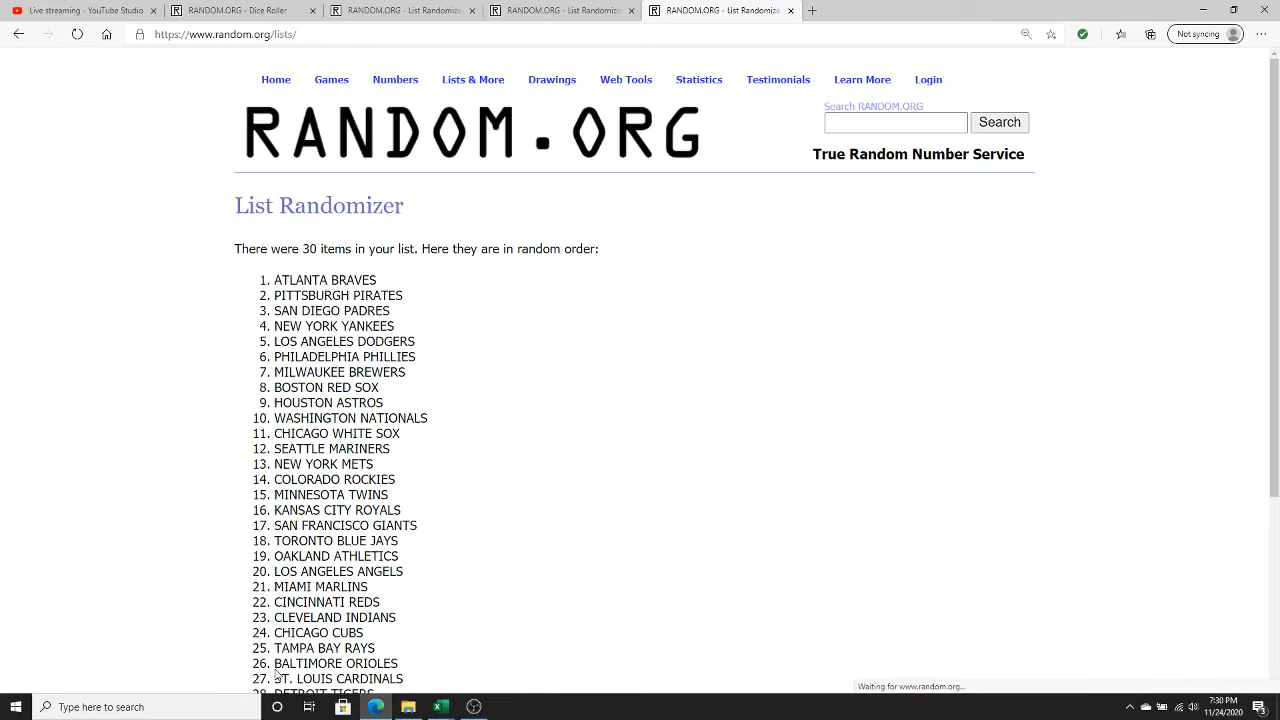 Live streaming - YouTube Studio
RANDOM.ORG - Dice Roller
RANDOM.ORG - List Randomizer
RANDOM.ORG - List Randomizer
RANDOM.ORG - List Randomizer
https://www.random.org/lists/
Not syncing
Home Games Numbers Lists & More Drawings Web Tools Statistics Testimonials Learn More Login
RANDOM.ORG
Search RANDOM.ORG
Search
True Random Number Service
List Randomizer
There were 30 items in your list. Here they are in random order:
1. ATLANTA BRAVES
2. PITTSBURGH PIRATES
3. SAN DIEGO PADRES
4. NEW YORK YANKEES
5. LOS ANGELES DODGERS
6. PHILADELPHIA PHILLIES
7. MILWAUKEE BREWERS
8. BOSTON RED SOX
9. HOUSTON ASTROS
10. WASHINGTON NATIONALS
11. CHICAGO WHITE SOX
12. SEATTLE MARINERS
13. NEW YORK METS
14. COLORADO ROCKIES
15. MINNESOTA TWINS
16. KANSAS CITY ROYALS
17. SAN FRANCISCO GIANTS
18. TORONTO BLUE JAYS
19. OAKLAND ATHLETICS
20. LOS ANGELES ANGELS
21. MIAMI MARLINS
22. CINCINNATI REDS
23. CLEVELAND INDIANS
24. CHICAGO CUBS
25. TAMPA BAY RAYS
26. BALTIMORE ORIOLES
27. ST. LOUIS CARDINALS
28. DETROIT TIGERS
Waiting for www.random.org...
Type here to search
7:30 PM
11/24/2020